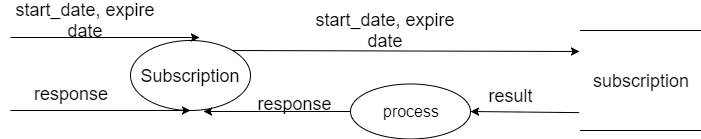 start_date, expire
date
start_date, expire
date
Subscription
subscription
response
response
process
result